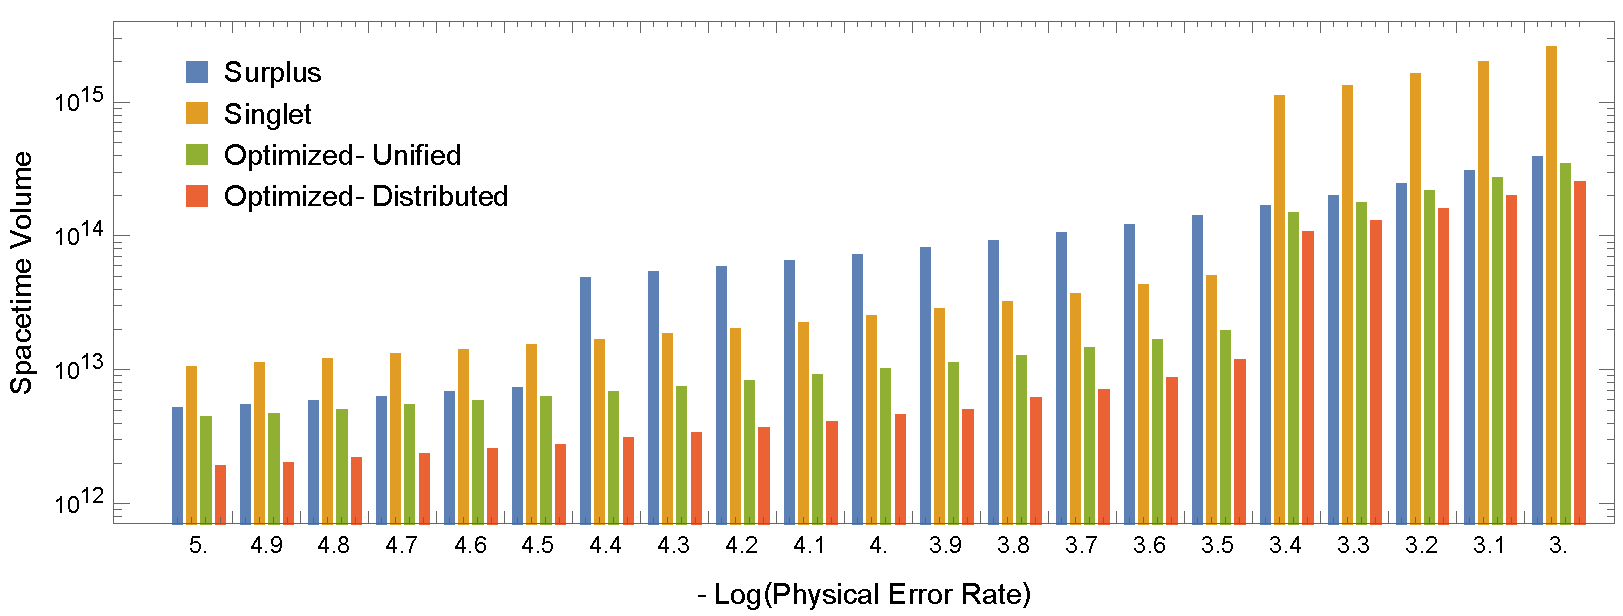 Surplus
Singlet
Optimized- Unified
Optimized- Distributed
Spacetime Volume
10^15
10^14
10^13
10^12
5. 4.9 4.8 4.7 4.6 4.5 4.4 4.3 4.2 4.1 4. 3.9 3.8 3.7 3.6 3.5 3.4 3.3 3.2 3.1 3.
- Log(Physical Error Rate)